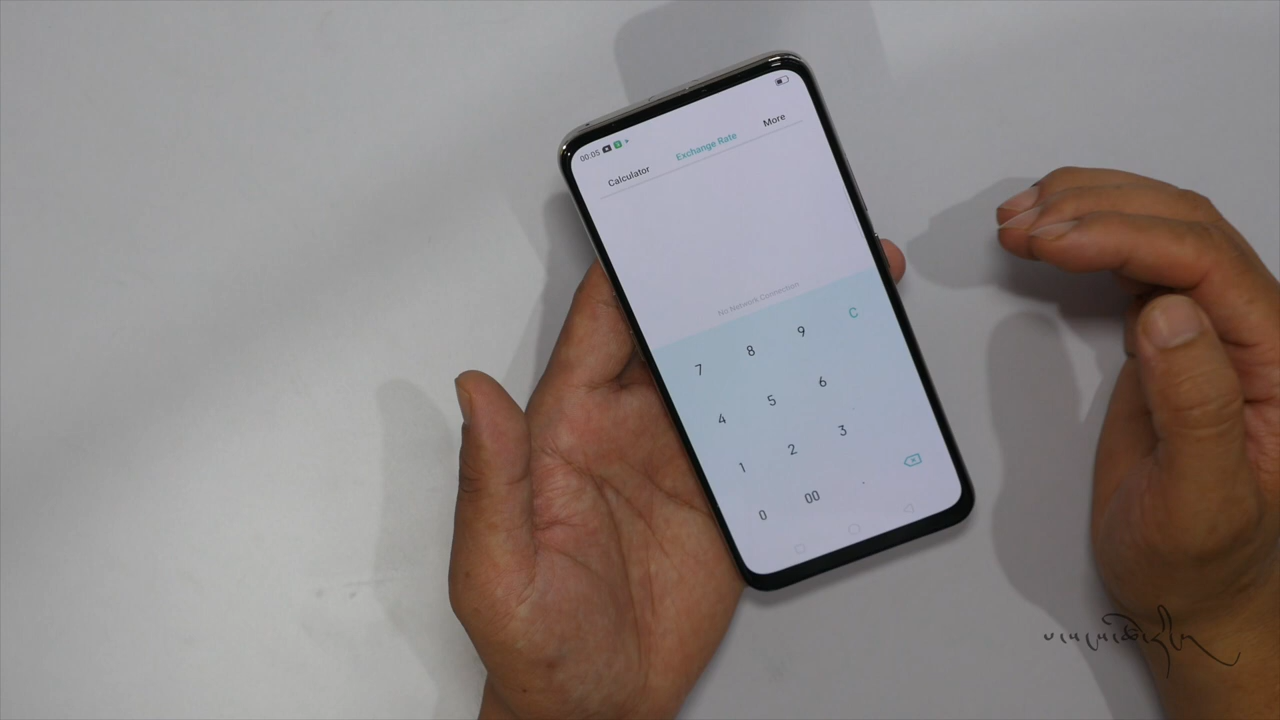 00:05
Calculator Exchange Rate More
No Network Connection
7 8 9 C
4 5 6
1 2 3
0 00 .